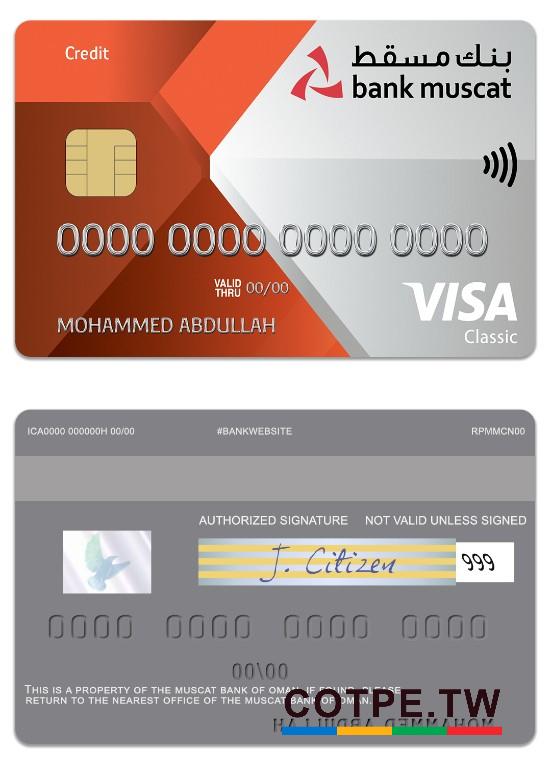 Credit
بنك مسقط
bank muscat
0000 0000 0000 0000
VALID
THRU 00/00
MOHAMMED ABDULLAH
VISA
Classic
ICA0000 000000H 00/00 #BANKWEBSITE RPMMCN00
AUTHORIZED SIGNATURE NOT VALID UNLESS SIGNED
J. Citizen 999
0000 0000 0000 0000
00/00
THIS IS A PROPERTY OF THE MUSCAT BANK OF OMAN. IF FOUND, PLEASE
RETURN TO THE NEAREST OFFICE OF THE MUSCAT BANK OF OMAN.
COTPE.TW
MOHAMMED ABDULLAH